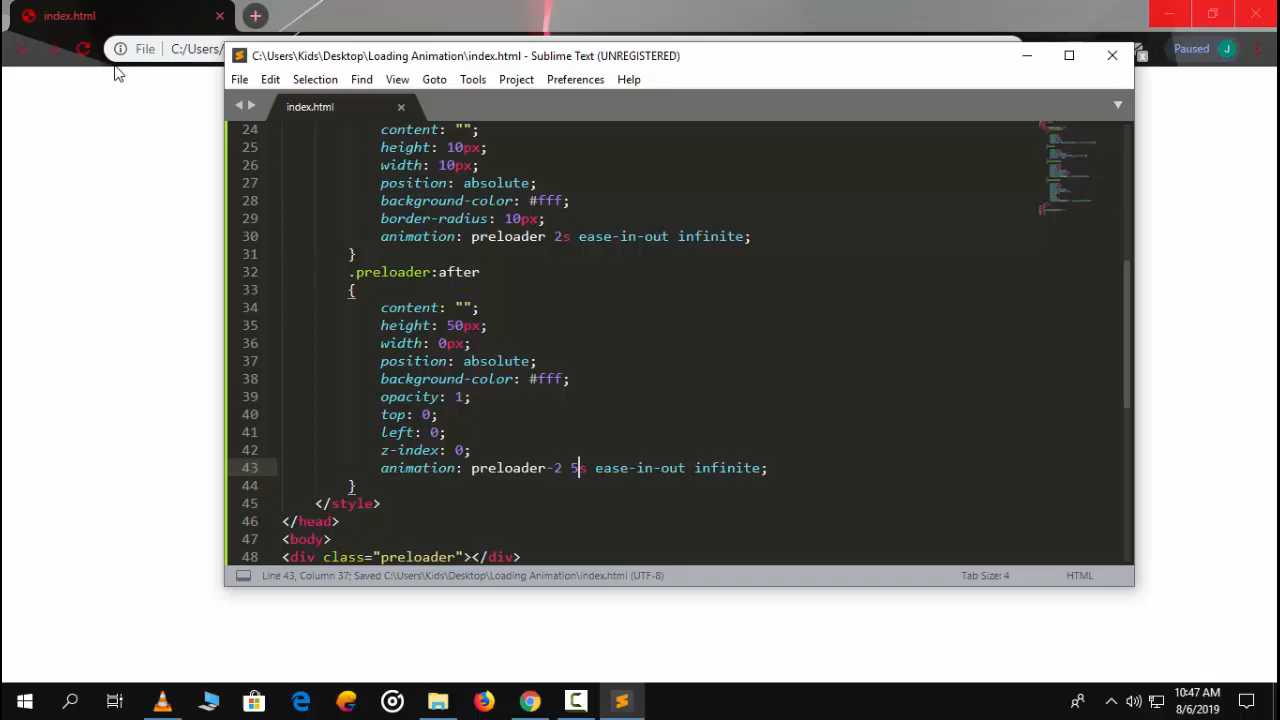 index.html
File C:/Users/
Paused J
C:\Users\Kids\Desktop\Loading Animation\index.html - Sublime Text (UNREGISTERED)
File Edit Selection Find View Goto Tools Project Preferences Help
index.html
24 content: "";
25 height: 10px;
26 width: 10px;
27 position: absolute;
28 background-color: #fff;
29 border-radius: 10px;
30 animation: preloader 2s ease-in-out infinite;
31 }
32 .preloader:after
33 {
34 content: "";
35 height: 50px;
36 width: 0px;
37 position: absolute;
38 background-color: #fff;
39 opacity: 1;
40 top: 0;
41 left: 0;
42 z-index: 0;
43 animation: preloader-2 5s ease-in-out infinite;
44 }
45 </style>
46 </head>
47 <body>
48 <div class="preloader"></div>
Line 43, Column 37; Saved C:\Users\Kids\Desktop\Loading Animation\index.html (UTF-8) Tab Size: 4 HTML
10:47 AM
8/6/2019